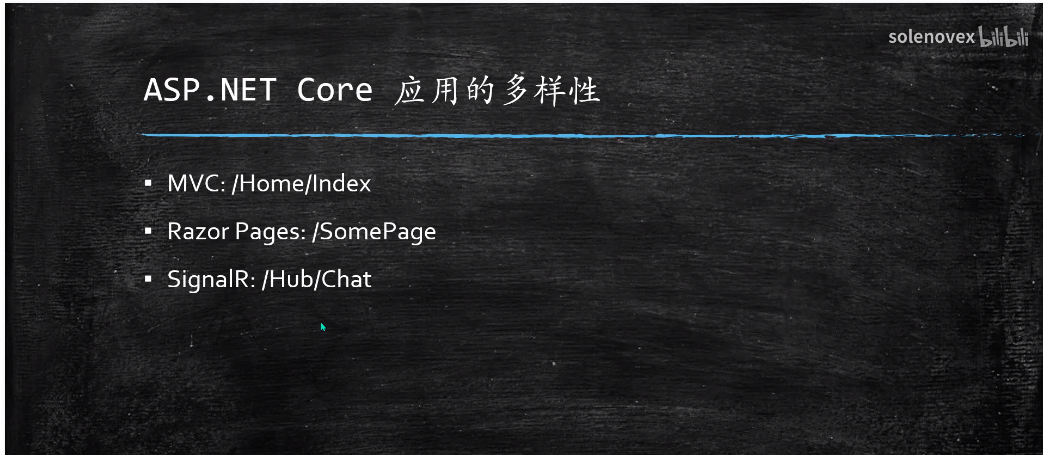 solenovex bilibili
ASP.NET Core 应用的多样性
▪ MVC: /Home/Index
▪ Razor Pages: /SomePage
▪ SignalR: /Hub/Chat